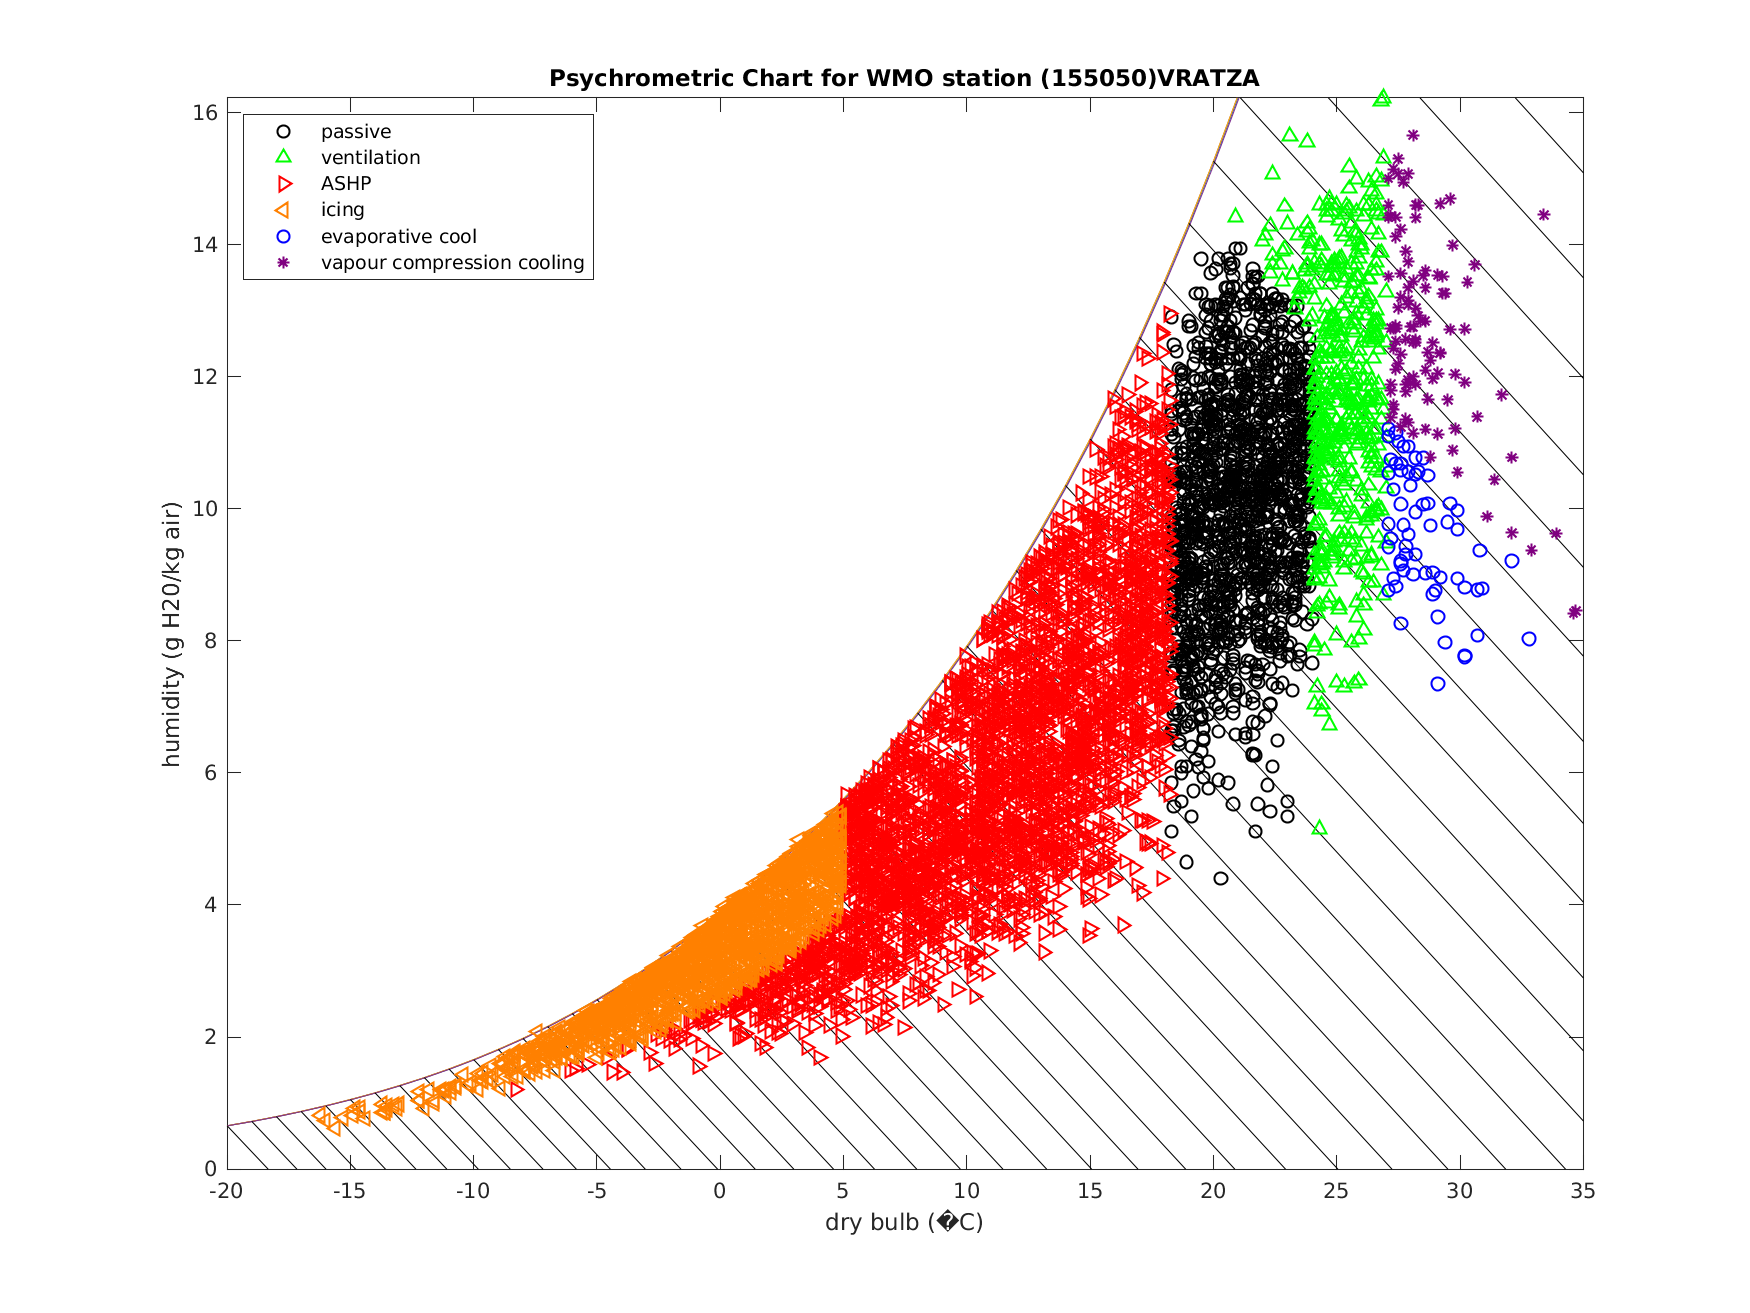 Psychrometric Chart for WMO station (155050)VRATZA
passive
ventilation
ASHP
icing
evaporative cool
vapour compression cooling
humidity (g H20/kg air)
16
14
12
10
8
6
4
2
0
-20 -15 -10 -5 0 5 10 15 20 25 30 35
dry bulb (�C)